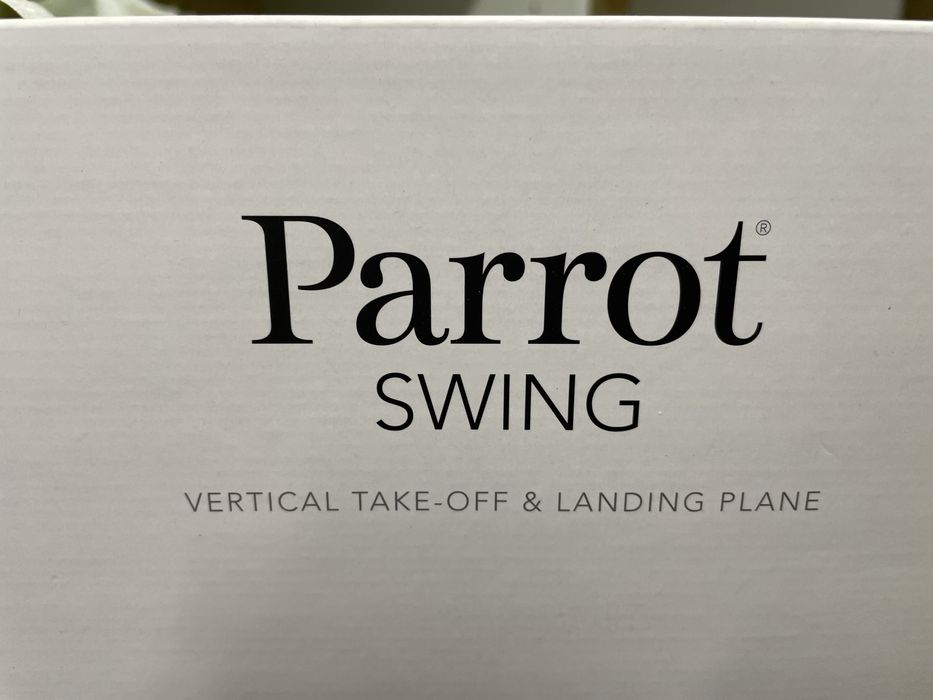 Parrot®
SWING
VERTICAL TAKE-OFF & LANDING PLANE